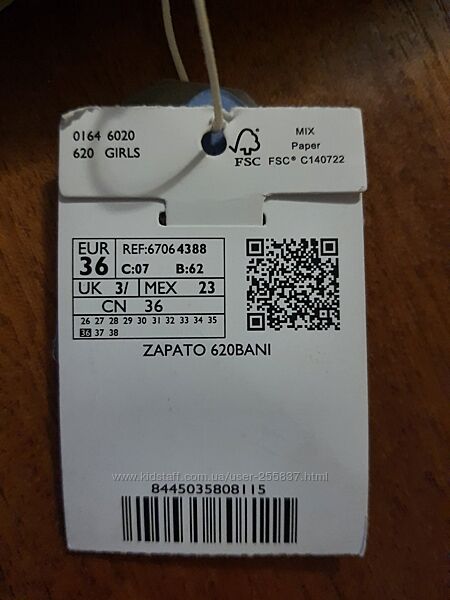 0164 6020
620 GIRLS
FSC
MIX
Paper
FSC® C140722
EUR
36
REF:67064388
C:07 B:62
UK 3/ MEX 23
CN 36
26 27 28 29 30 31 32 33 34 35
36 37 38
ZAPATO 620BANI
www.kidstaff.com.ua/user-255837.html
8445035808115